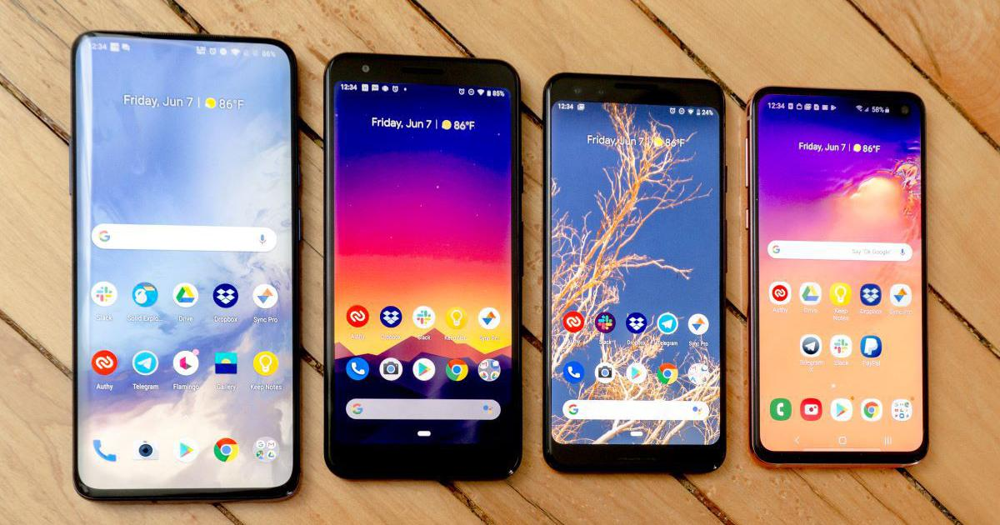 12:34
86%
Friday, Jun 7 | 86°F
Slack
Solid Explo...
Drive
Dropbox
Sync Pro
Authy
Telegram
Flamingo
Gallery
Keep Notes
12:34
85%
Friday, Jun 7 | 86°F
Authy
Dropbox
Slack
Keep No...
Sync Pro
12:34
24%
Friday, Jun 7 | 86°F
Authy
Slack
Dropbox
Telegram
Sync Pro
12:34
58%
Friday, Jun 7 | 86°F
Say "Ok Google"
Authy
Drive
Keep
Notes
Dropbox
Sync Pro
Telegram
X
Slack
PayPal